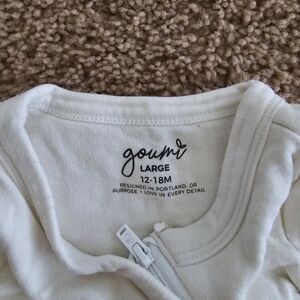 goumi
LARGE
12-18M
DESIGNED IN PORTLAND, OR
PURPOSE + LOVE IN EVERY DETAIL